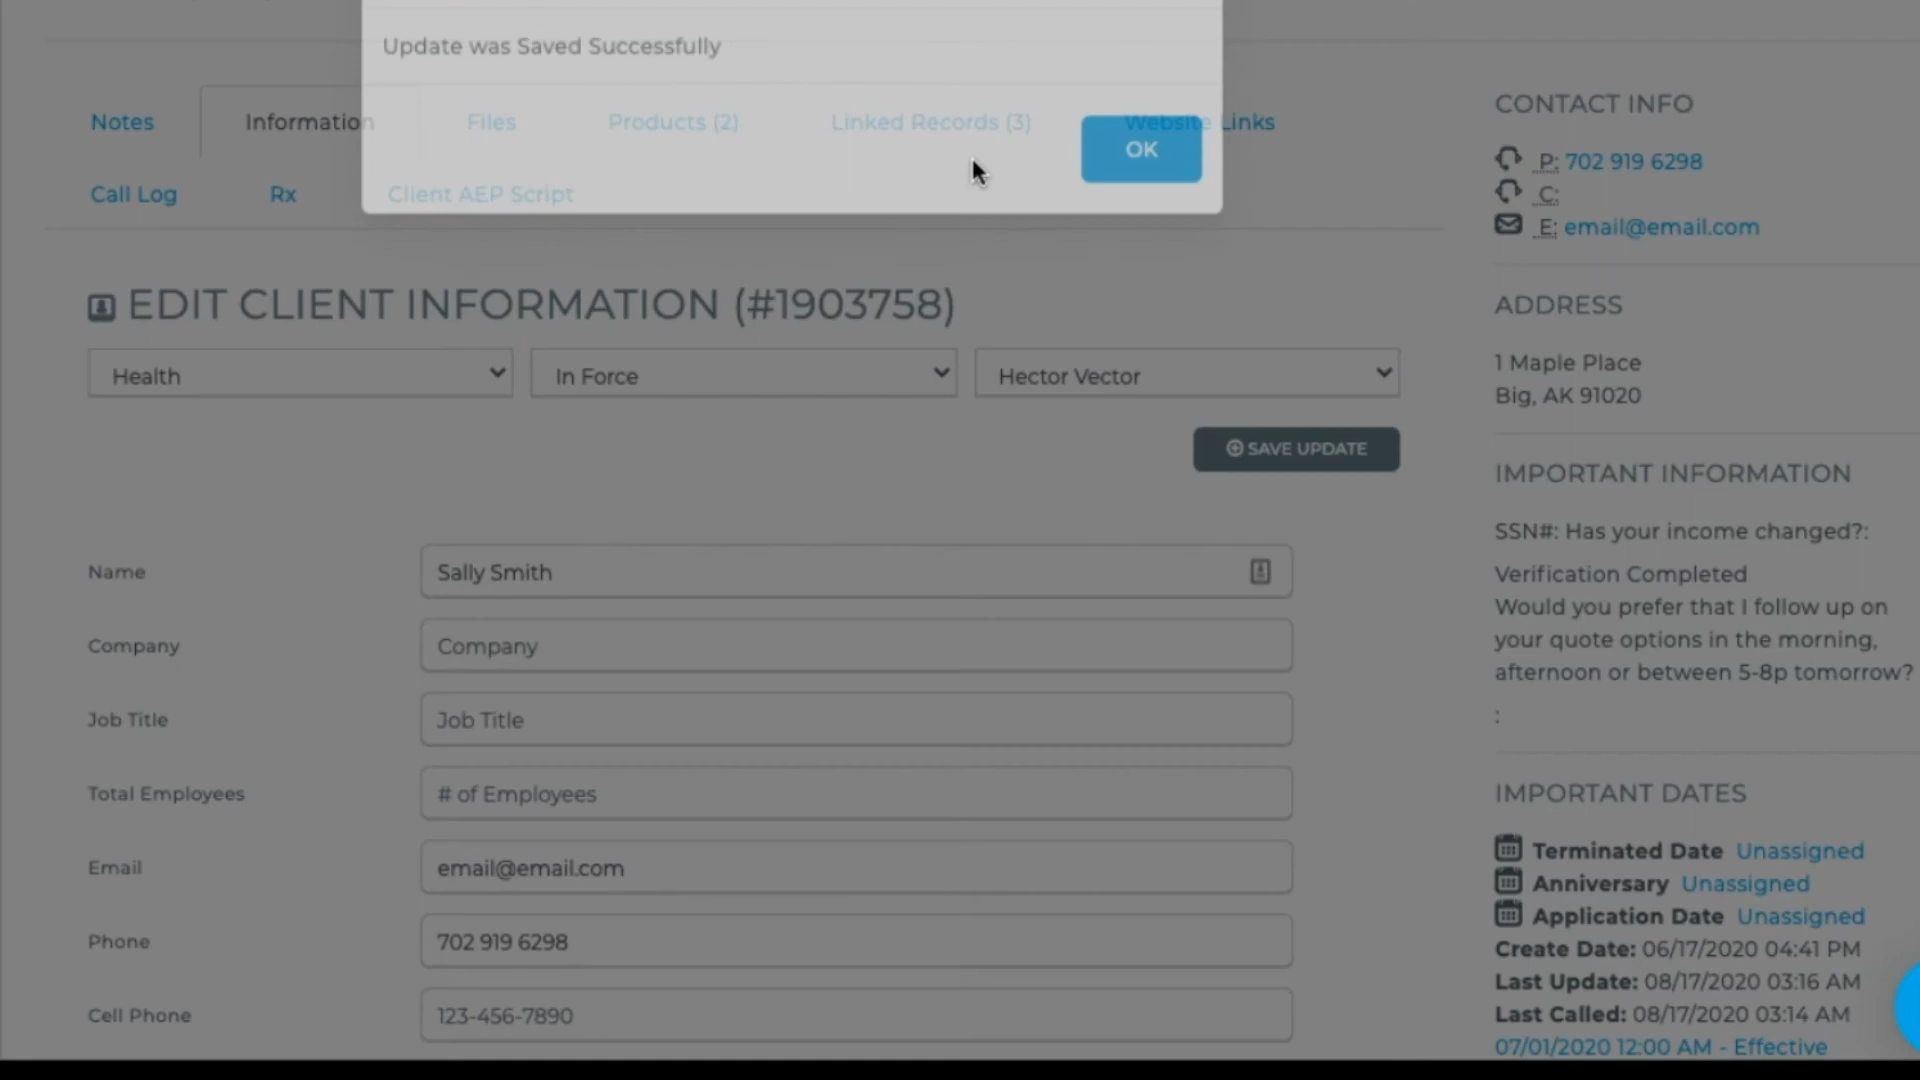 Update was Saved Successfully
Notes
Information
Files
Products (2)
Linked Records (3)
Website Links
OK
Call Log
Rx
Client AEP Script
EDIT CLIENT INFORMATION (#1903758)
Health
In Force
Hector Vector
SAVE UPDATE
Name
Sally Smith
Company
Company
Job Title
Job Title
Total Employees
# of Employees
Email
email@email.com
Phone
702 919 6298
Cell Phone
123-456-7890
CONTACT INFO
P: 702 919 6298
C:
E: email@email.com
ADDRESS
1 Maple Place
Big, AK 91020
IMPORTANT INFORMATION
SSN#: Has your income changed?:
Verification Completed
Would you prefer that I follow up on
your quote options in the morning,
afternoon or between 5-8p tomorrow?
:
IMPORTANT DATES
Terminated Date Unassigned
Anniversary Unassigned
Application Date Unassigned
Create Date: 06/17/2020 04:41 PM
Last Update: 08/17/2020 03:16 AM
Last Called: 08/17/2020 03:14 AM
07/01/2020 12:00 AM - Effective